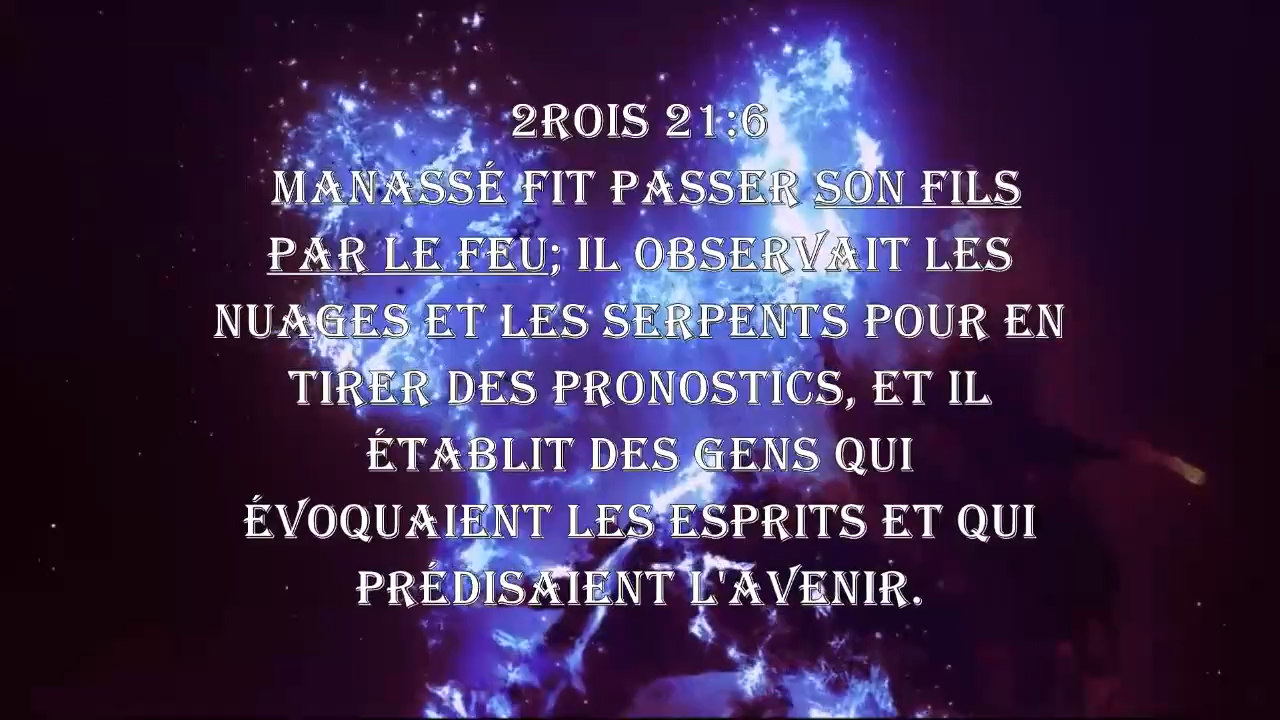 2ROIS 21:6
MANASSÉ FIT PASSER SON FILS
PAR LE FEU; IL OBSERVAIT LES
NUAGES ET LES SERPENTS POUR EN
TIRER DES PRONOSTICS, ET IL
ÉTABLIT DES GENS QUI
ÉVOQUAIENT LES ESPRITS ET QUI
PRÉDISAIENT L'AVENIR.